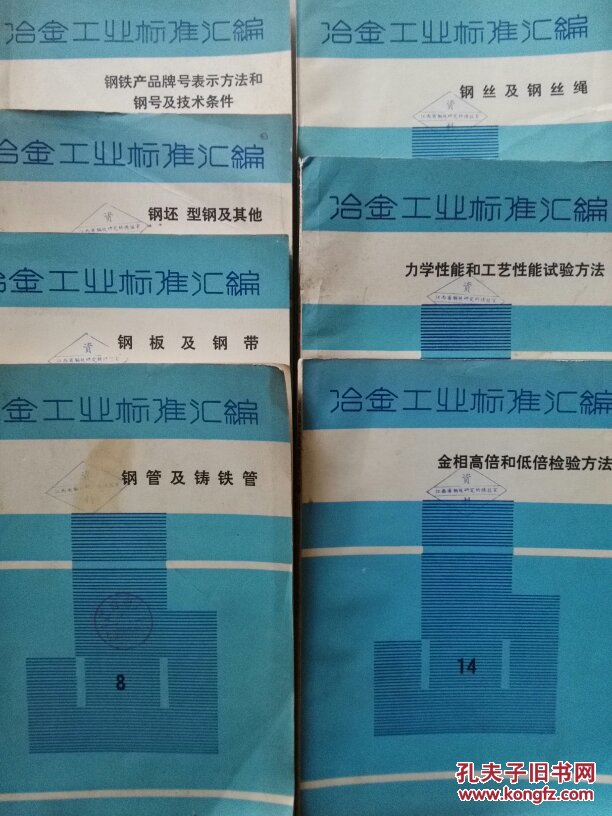 冶金工业标准汇编
钢铁产品牌号表示方法和
钢号及技术条件
冶金工业标准汇编
钢坯 型钢及其他
资
冶金工业标准汇编
钢板及钢带
资
冶金工业标准汇编
钢管及铸铁管
8
冶金工业标准汇编
钢丝及钢丝绳
资
冶金工业标准汇编
力学性能和工艺性能试验方法
资
冶金工业标准汇编
金相高倍和低倍检验方法
资
14
孔夫子旧书网
www.kongfz.com